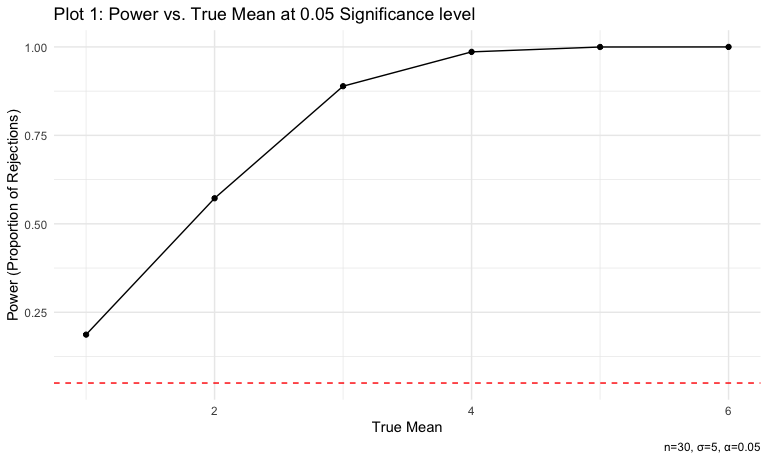 Plot 1: Power vs. True Mean at 0.05 Significance level
Power (Proportion of Rejections)
1.00
0.75
0.50
0.25
2
4
6
True Mean
n=30, σ=5, α=0.05